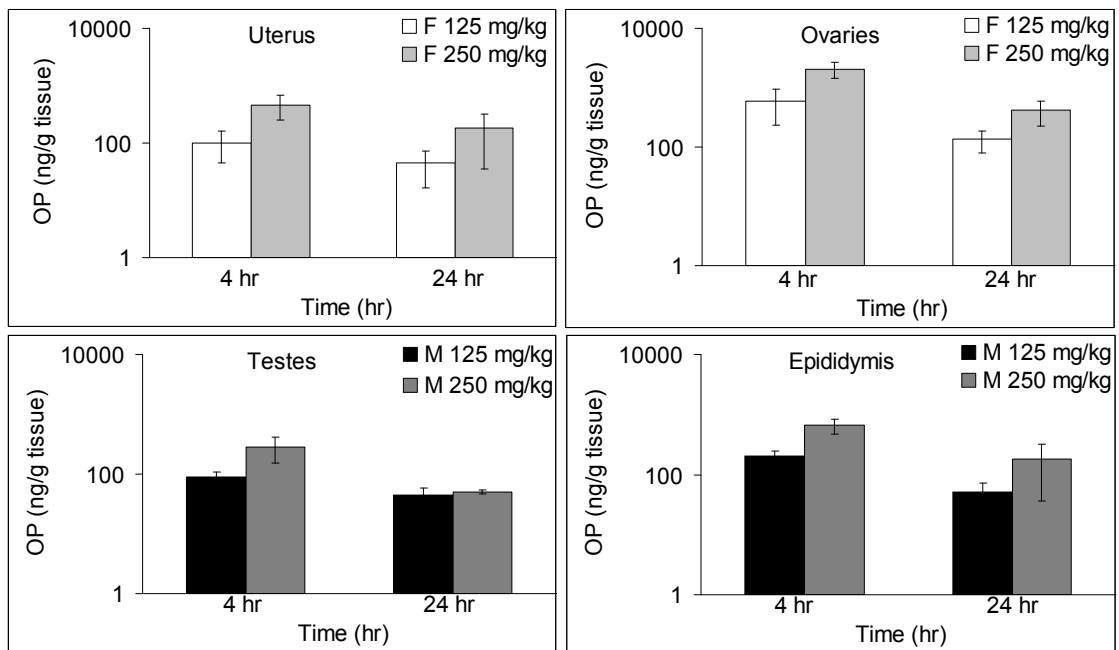 Uterus
F 125 mg/kg
F 250 mg/kg
OP (ng/g tissue)
10000
100
1
4 hr 24 hr
Time (hr)
Ovaries
F 125 mg/kg
F 250 mg/kg
OP (ng/g tissue)
10000
100
1
4 hr 24 hr
Time (hr)
Testes
M 125 mg/kg
M 250 mg/kg
OP (ng/g tissue)
10000
100
1
4 hr 24 hr
Time (hr)
Epididymis
M 125 mg/kg
M 250 mg/kg
OP (ng/g tissue)
10000
100
1
4 hr 24 hr
Time (hr)